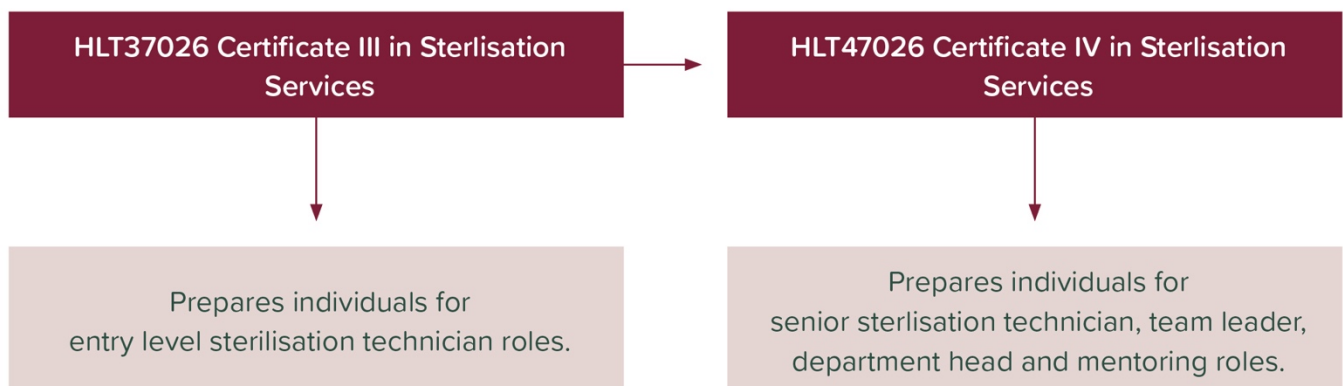 HLT37026 Certificate III in Sterlisation
Services
HLT47026 Certificate IV in Sterlisation
Services
Prepares individuals for
entry level sterilisation technician roles.
Prepares individuals for
senior sterlisation technician, team leader,
department head and mentoring roles.